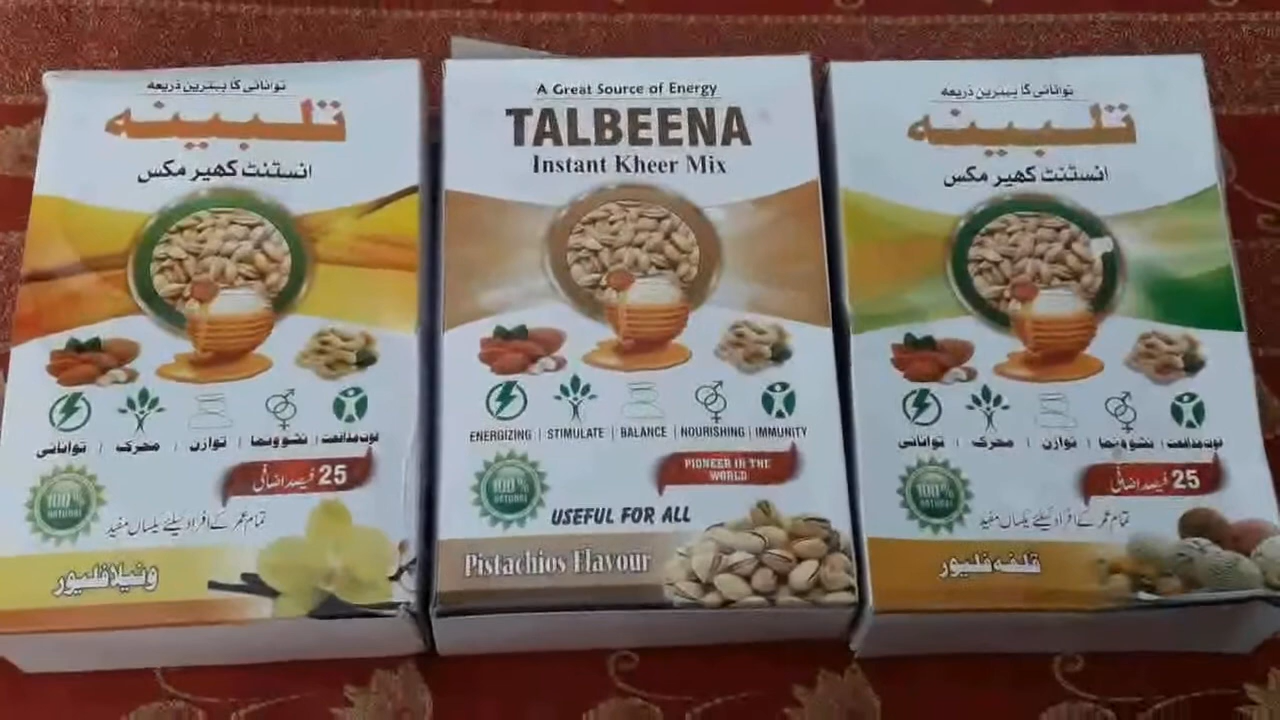 توانائی کا بہترین ذریعہ
تلبینہ
انسٹنٹ کھیر مکس
توانائی | محرک | توازن | نشوونما | قوت مدافعت
25 فیصد اضافی
100%
NATURAL
تمام عمر کے افراد کیلئے یکساں مفید
ونیلا فلیور
A Great Source of Energy
TALBEENA
Instant Kheer Mix
ENERGIZING | STIMULATE | BALANCE | NOURISHING | IMMUNITY
PIONEER IN THE
WORLD
100%
NATURAL
USEFUL FOR ALL
Pistachios Flavour
توانائی کا بہترین ذریعہ
تلبینہ
انسٹنٹ کھیر مکس
توانائی | محرک | توازن | نشوونما | قوت مدافعت
25 فیصد اضافی
100%
NATURAL
تمام عمر کے افراد کیلئے یکساں مفید
قلفہ فلیور